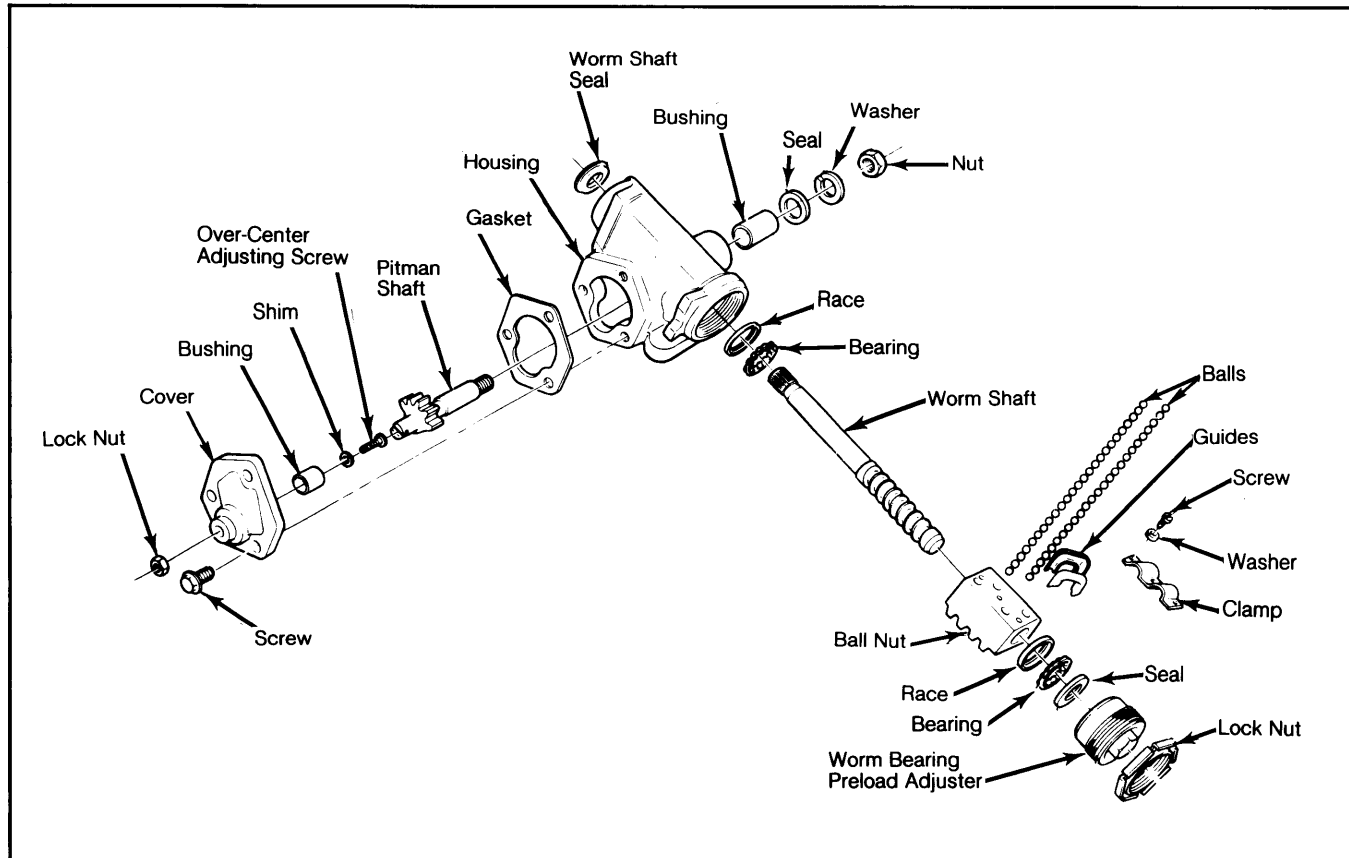 Worm Shaft
Seal
Bushing
Washer
Seal
Nut
Housing
Gasket
Over-Center
Adjusting Screw
Pitman
Shaft
Shim
Bushing
Cover
Lock Nut
Screw
Race
Bearing
Worm Shaft
Balls
Guides
Screw
Washer
Clamp
Ball Nut
Race
Bearing
Seal
Worm Bearing
Preload Adjuster
Lock Nut